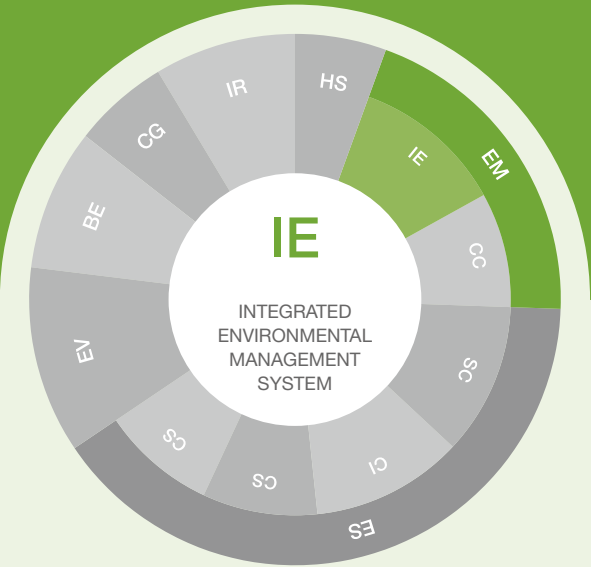 HS
EM
IE
CC
SC
CI
ES
CS
CS
EV
BE
CG
IR
IE
INTEGRATED
ENVIRONMENTAL
MANAGEMENT
SYSTEM